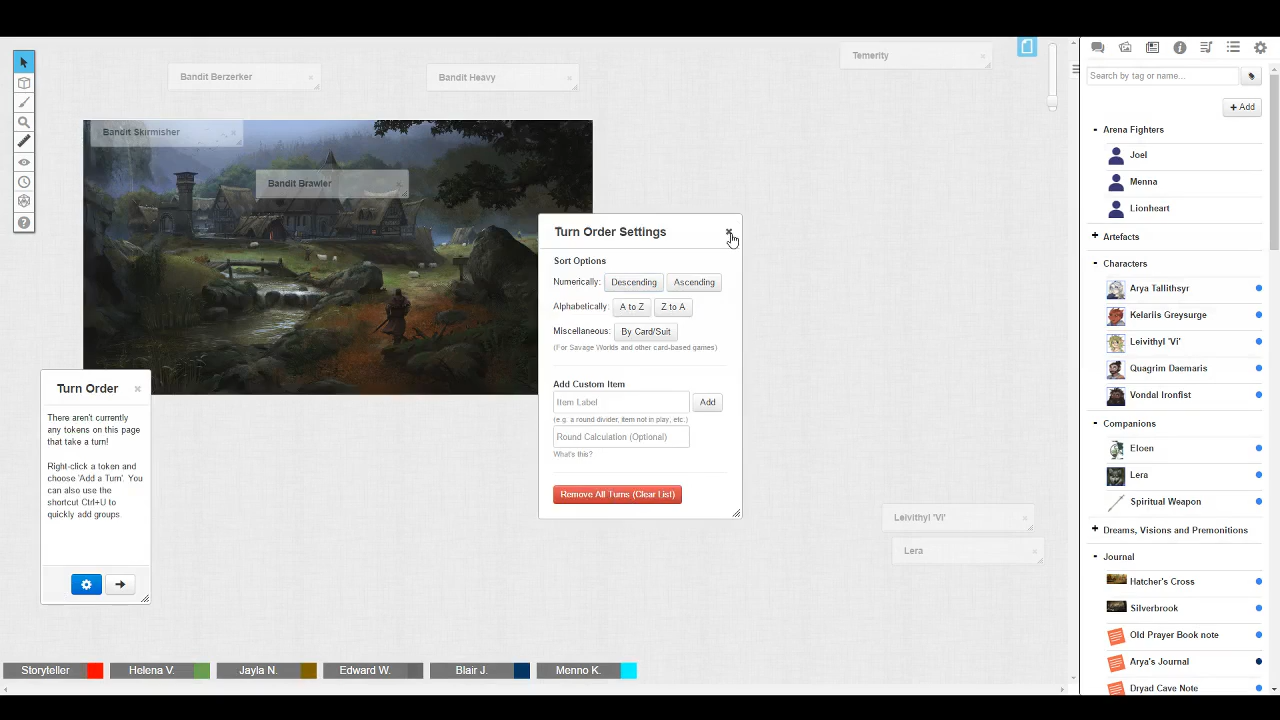 Temerity
Bandit Berzerker
Bandit Heavy
Bandit Skirmisher
Bandit Brawler
Turn Order Settings
Sort Options
Numerically: Descending Ascending
Alphabetically: A to Z Z to A
Miscellaneous: By Card/Suit
(For Savage Worlds and other card-based games)
Add Custom Item
Item Label Add
(e.g. a round divider, item not in play, etc.)
Round Calculation (Optional)
What's this?
Remove All Turns (Clear List)
Turn Order
There aren't currently
any tokens on this page
that take a turn!
Right-click a token and
choose 'Add a Turn'. You
can also use the
shortcut Ctrl+U to
quickly add groups.
Leivithyl 'Vi'
Lera
Storyteller
Helena V.
Jayla N.
Edward W.
Blair J.
Menno K.
Search by tag or name...
+ Add
Arena Fighters
Joel
Menna
Lionheart
Artefacts
Characters
Arya Tallithsyr
Kelariis Greysurge
Leivithyl 'Vi'
Quagrim Daemaris
Vondal Ironfist
Companions
Eloen
Lera
Spiritual Weapon
Dreams, Visions and Premonitions
Journal
Hatcher's Cross
Silverbrook
Old Prayer Book note
Arya's Journal
Dryad Cave Note